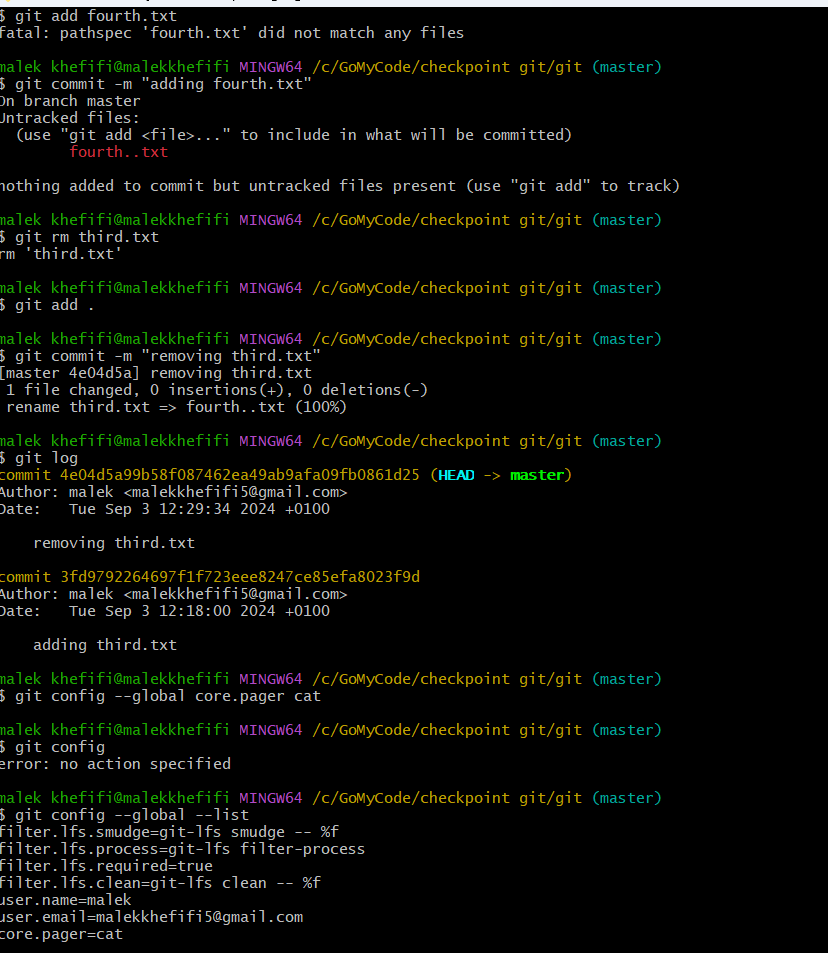 $ git add fourth.txt
fatal: pathspec 'fourth.txt' did not match any files
malek khefifi@malekkhefifi MINGW64 /c/GoMyCode/checkpoint git/git (master)
$ git commit -m "adding fourth.txt"
On branch master
Untracked files:
(use "git add <file>..." to include in what will be committed)
fourth..txt
nothing added to commit but untracked files present (use "git add" to track)
malek khefifi@malekkhefifi MINGW64 /c/GoMyCode/checkpoint git/git (master)
$ git rm third.txt
rm 'third.txt'
malek khefifi@malekkhefifi MINGW64 /c/GoMyCode/checkpoint git/git (master)
$ git add .
malek khefifi@malekkhefifi MINGW64 /c/GoMyCode/checkpoint git/git (master)
$ git commit -m "removing third.txt"
[master 4e04d5a] removing third.txt
1 file changed, 0 insertions(+), 0 deletions(-)
rename third.txt => fourth..txt (100%)
malek khefifi@malekkhefifi MINGW64 /c/GoMyCode/checkpoint git/git (master)
$ git log
commit 4e04d5a99b58f087462ea49ab9afa09fb0861d25 (HEAD -> master)
Author: malek <malekkhefifi5@gmail.com>
Date: Tue Sep 3 12:29:34 2024 +0100
removing third.txt
commit 3fd9792264697f1f723eee8247ce85efa8023f9d
Author: malek <malekkhefifi5@gmail.com>
Date: Tue Sep 3 12:18:00 2024 +0100
adding third.txt
malek khefifi@malekkhefifi MINGW64 /c/GoMyCode/checkpoint git/git (master)
$ git config --global core.pager cat
malek khefifi@malekkhefifi MINGW64 /c/GoMyCode/checkpoint git/git (master)
$ git config
error: no action specified
malek khefifi@malekkhefifi MINGW64 /c/GoMyCode/checkpoint git/git (master)
$ git config --global --list
filter.lfs.smudge=git-lfs smudge -- %f
filter.lfs.process=git-lfs filter-process
filter.lfs.required=true
filter.lfs.clean=git-lfs clean -- %f
user.name=malek
user.email=malekkhefifi5@gmail.com
core.pager=cat